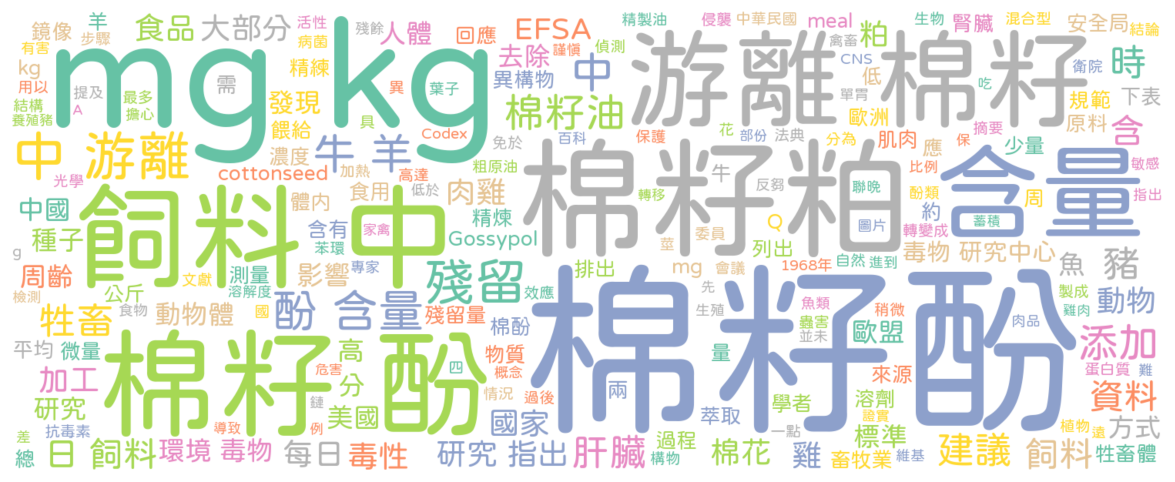 鏡像 羊 食品 大部分 活性 殘餘 人體 回應 EFSA 精製油 侵襲 中華民國 meal 生物 腎臟 混合型 安全局 結論
有害 步驟 病菌 去除 謹慎 偵測 禽畜 粕 CNS 衛院
mg kg 游離 棉籽 時
kg 精練 需 異構物 中 低 單胃 吃
用以 提及 最多 發現 異 葉子 棉籽油 歐洲 規範 下表
結構 A 擔心 具 花 部份 法典 原料
養殖豬 餵給 Codex 免於 百科 保護 分為 肌肉 摘要 含
中 游離 濃度 牛 羊 粗原油 牛 應 保 少量
光學 cottonseed 加熱 高達 棉籽粕 反芻 比例 含量 敏感
飼料中 體內 食用 低於 肉雞 轉移 聯晚 酚類 周 指出
中國 含有 精煉 莖 委員 Q 圖片 約 轉變成 蓄積
種子 苯環 家禽 Gossypol 列出 毒物 研究中心
g 周齡 影響 專家 殘留 排出 mg 會議 1968年 自然 進到 魚 豬
檢測 公斤 測量 文獻 溶解度 效應 先 魚類 稍微 製成
牲畜 食物 動物體 國 酚 含量 殘留量 棉酚 生殖 蟲害 歐盟 動物 雞肉
平均 微量 棉籽酚 高 四 物質 棉籽酚 並未 肉品 添加
加工 危害 分 概念 兩 量 來源 蛋白質 難
研究 鏈 美國 情況 過後 萃取 學者 溶劑 資料
差 抗毒素 導致 例 國家 一點 論實 植物 遠 方式
總 日 飼料 環境 毒物 每日 毒性 研究 指出 肝臟 過程 構物 棉花 雞 標準 畜牧業 維基 建議 飼料 牲畜體